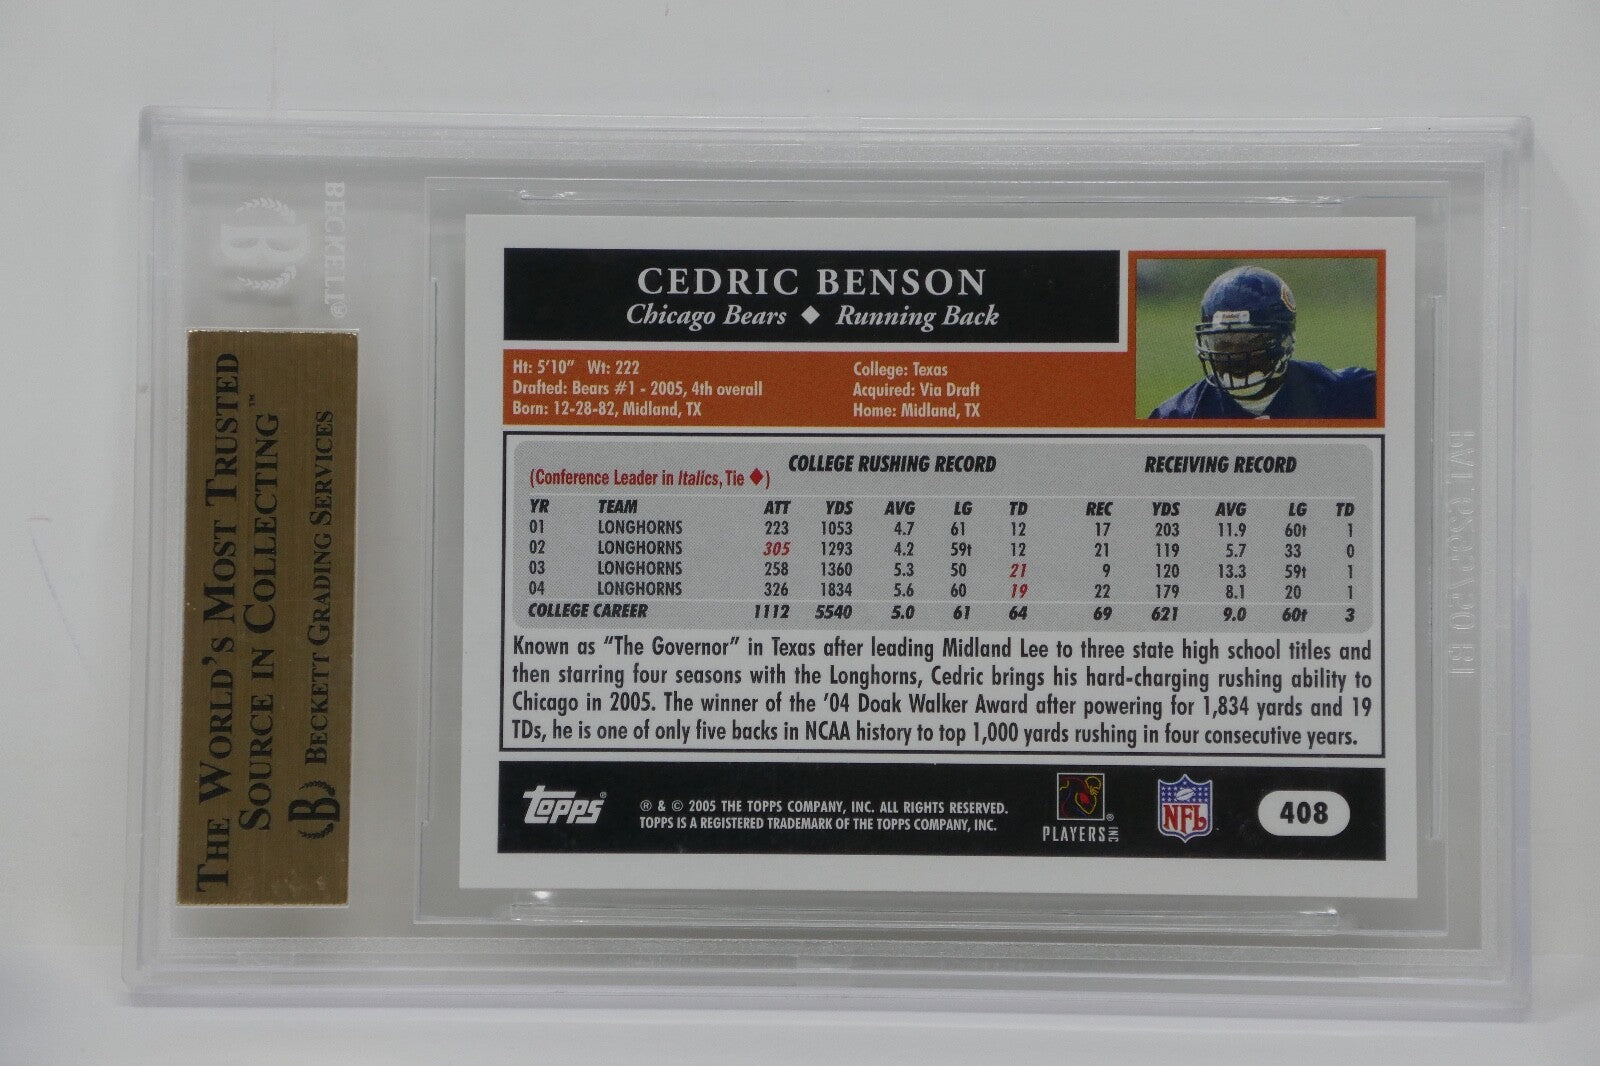 THE WORLD'S MOST TRUSTED
SOURCE IN COLLECTING™
B BECKETT GRADING SERVICES
BECKETT®
CEDRIC BENSON
Chicago Bears ◆ Running Back
Ht: 5'10" Wt: 222
Drafted: Bears #1 - 2005, 4th overall
Born: 12-28-82, Midland, TX
College: Texas
Acquired: Via Draft
Home: Midland, TX
COLLEGE RUSHING RECORD RECEIVING RECORD
(Conference Leader in Italics, Tie ◆)
YR TEAM ATT YDS AVG LG TD REC YDS AVG LG TD
01 LONGHORNS 223 1053 4.7 61 12 17 203 11.9 60t 1
02 LONGHORNS 305 1293 4.2 59t 12 21 119 5.7 33 0
03 LONGHORNS 258 1360 5.3 50 21 9 120 13.3 59t 1
04 LONGHORNS 326 1834 5.6 60 19 22 179 8.1 20 1
COLLEGE CAREER 1112 5540 5.0 61 64 69 621 9.0 60t 3
Known as "The Governor" in Texas after leading Midland Lee to three state high school titles and
then starring four seasons with the Longhorns, Cedric brings his hard-charging rushing ability to
Chicago in 2005. The winner of the '04 Doak Walker Award after powering for 1,834 yards and 19
TDs, he is one of only five backs in NCAA history to top 1,000 yards rushing in four consecutive years.
Topps®
® & © 2005 THE TOPPS COMPANY, INC. ALL RIGHTS RESERVED.
TOPPS IS A REGISTERED TRADEMARK OF THE TOPPS COMPANY, INC.
PLAYERS INC
NFL
408